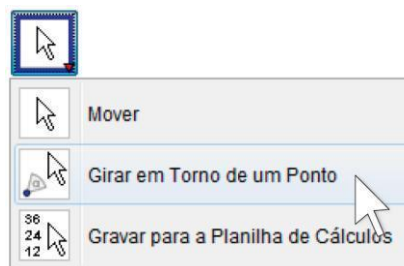 Mover
Girar em Torno de um Ponto
36
24
12
Gravar para a Planilha de Cálculos